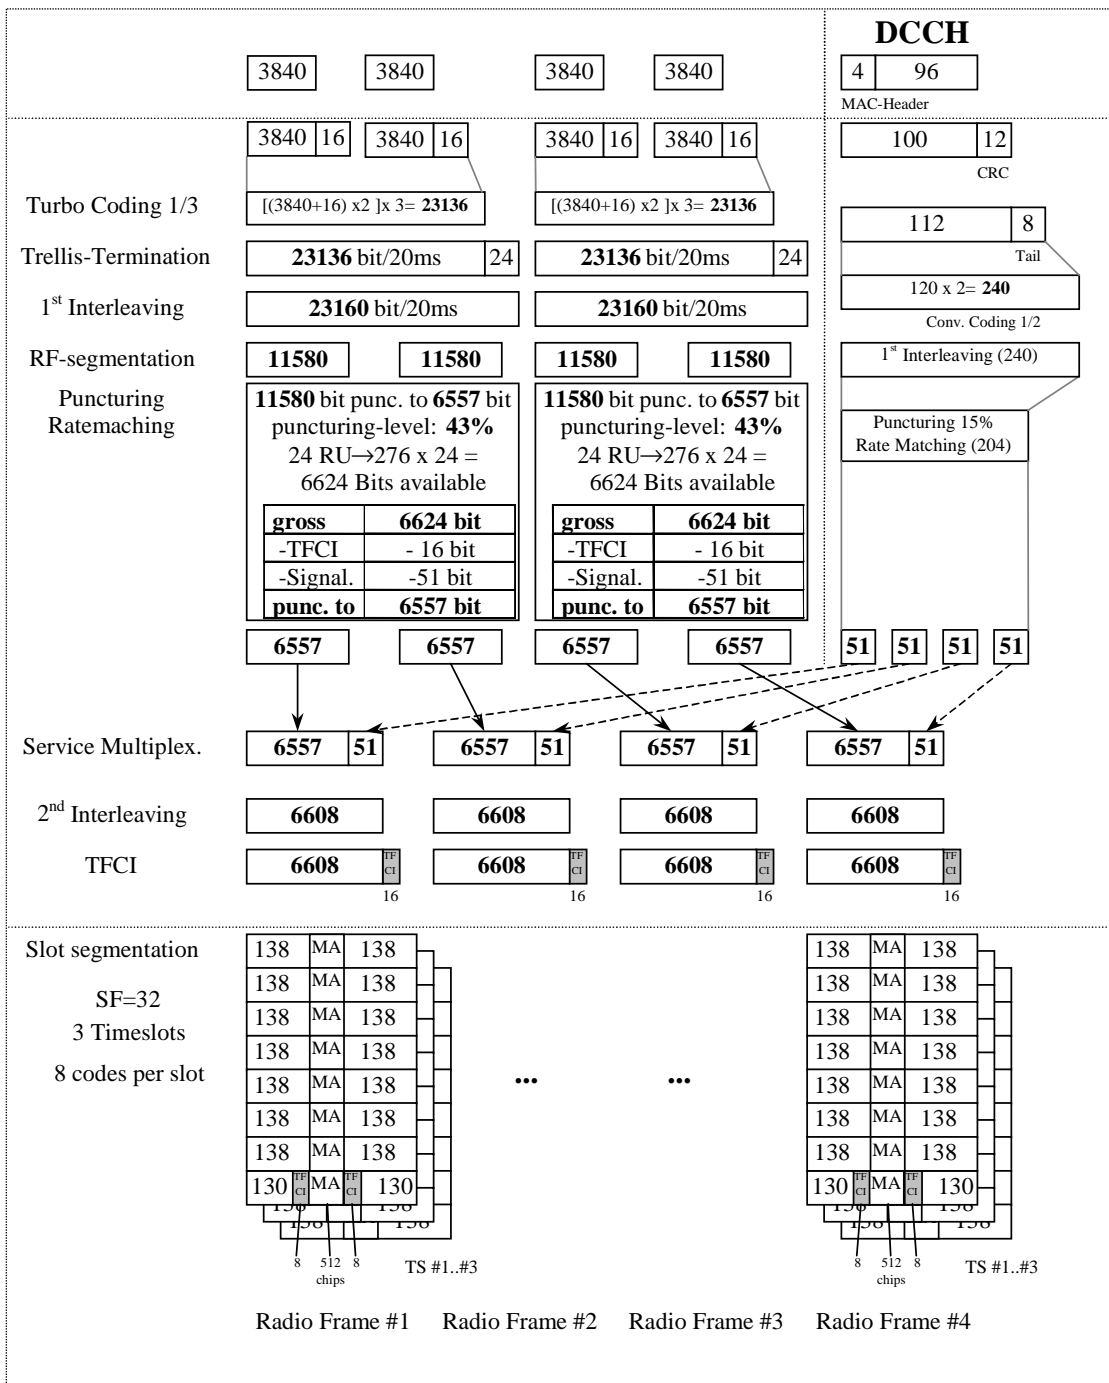 DCCH
3840 3840 3840 3840 4 96
MAC-Header
3840 16 3840 16 3840 16 3840 16 100 12
CRC
Turbo Coding 1/3 [(3840+16) x2 ]x 3= 23136 [(3840+16) x2 ]x 3= 23136
112 8
Tail
Trellis-Termination 23136 bit/20ms 24 23136 bit/20ms 24
120 x 2= 240
Conv. Coding 1/2
1st Interleaving 23160 bit/20ms 23160 bit/20ms
RF-segmentation 11580 11580 11580 11580 1st Interleaving (240)
Puncturing
Ratemaching
11580 bit punc. to 6557 bit
puncturing-level: 43%
24 RU→276 x 24 =
6624 Bits available
gross 6624 bit
-TFCI - 16 bit
-Signal. -51 bit
punc. to 6557 bit
11580 bit punc. to 6557 bit
puncturing-level: 43%
24 RU→276 x 24 =
6624 Bits available
gross 6624 bit
-TFCI - 16 bit
-Signal. -51 bit
punc. to 6557 bit
Puncturing 15%
Rate Matching (204)
6557 6557 6557 6557 51 51 51 51
Service Multiplex. 6557 51 6557 51 6557 51 6557 51
2nd Interleaving 6608 6608 6608 6608
TFCI 6608 TF CI 6608 TF CI 6608 TF CI 6608 TF CI
16 16 16 16
Slot segmentation
SF=32
3 Timeslots
8 codes per slot
138 MA 138
138 MA 138
138 MA 138
138 MA 138
138 MA 138
138 MA 138
138 MA 138
130 TF CI MA TF CI 130
138 138
138 138
8 512 8
chips
TS #1..#3
... ...
138 MA 138
138 MA 138
138 MA 138
138 MA 138
138 MA 138
138 MA 138
138 MA 138
130 TF CI MA TF CI 130
138 138
138 138
8 512 8
chips
TS #1..#3
Radio Frame #1 Radio Frame #2 Radio Frame #3 Radio Frame #4